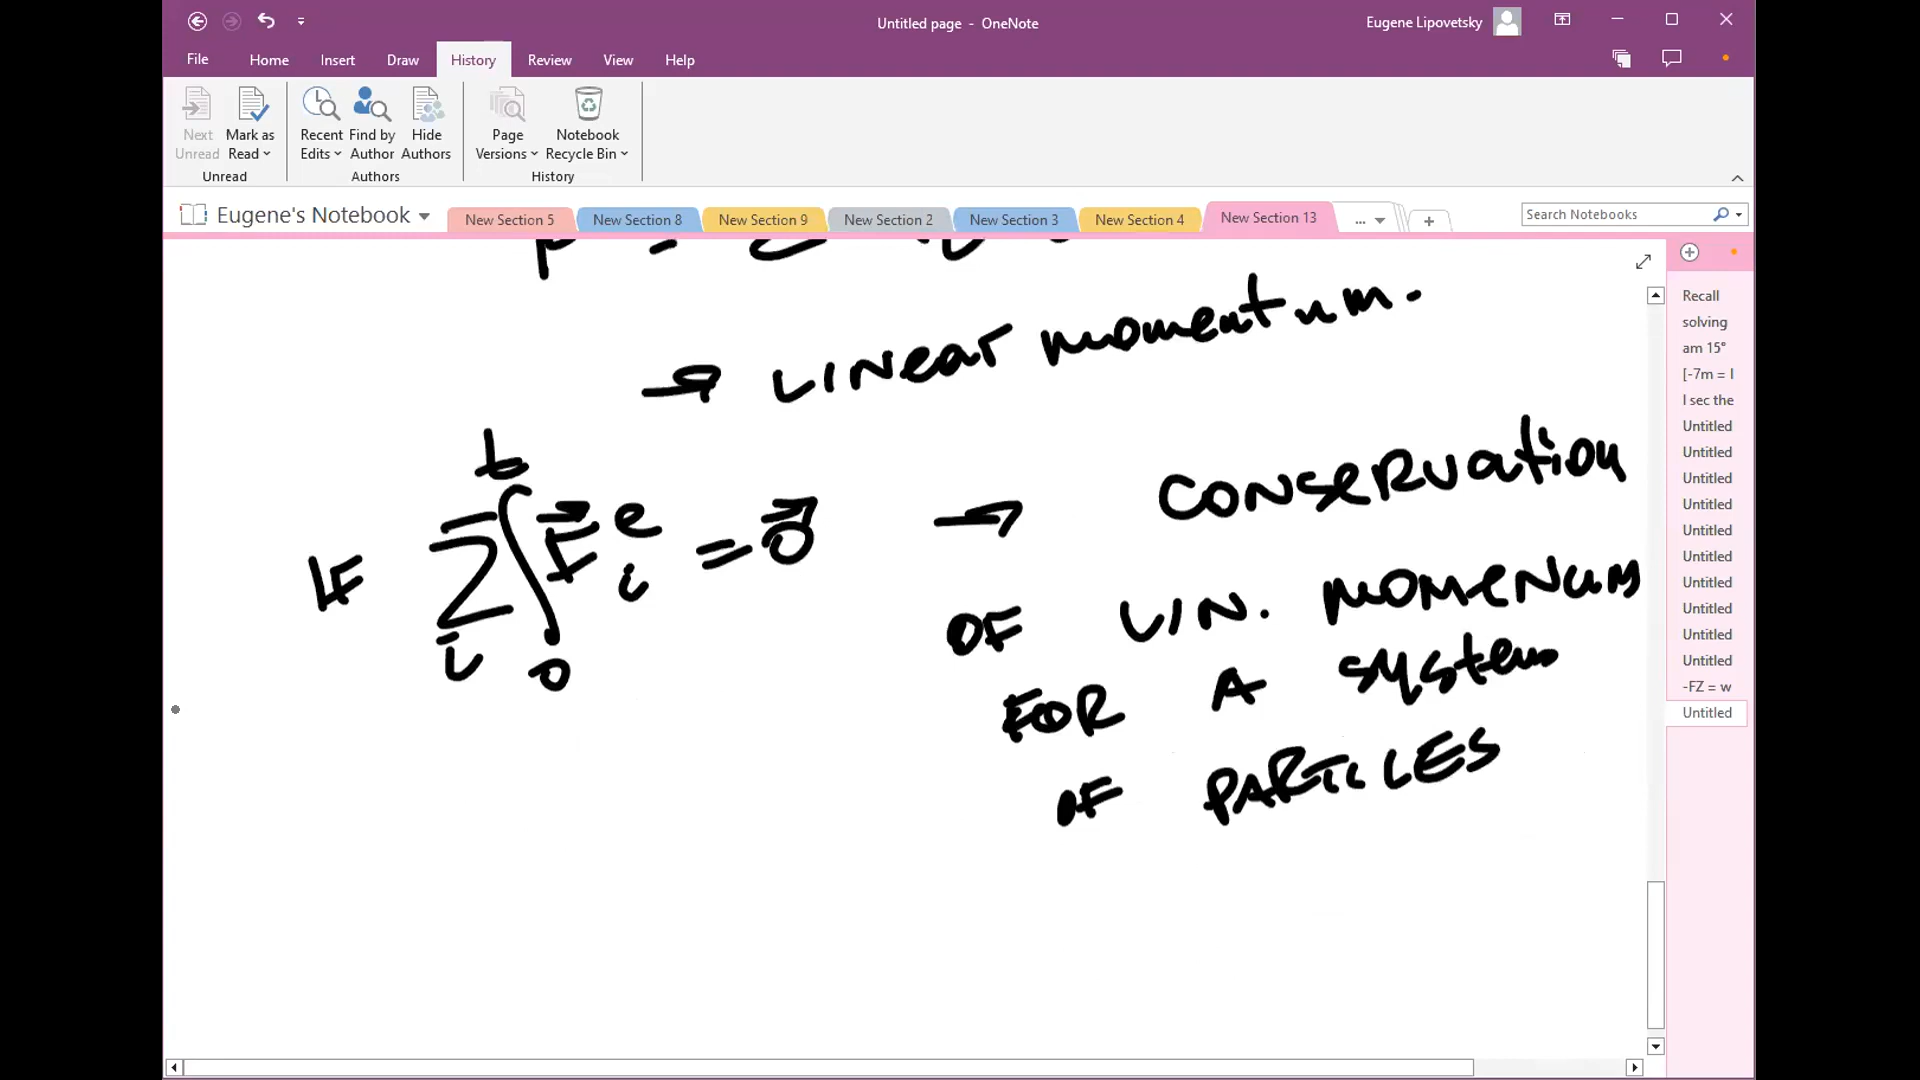 Untitled page - OneNote
Eugene Lipovetsky
File Home Insert Draw History Review View Help
Next Unread
Mark as Read
Recent Edits
Find by Author
Hide Authors
Page Versions
Notebook Recycle Bin
Unread Authors History
Eugene's Notebook New Section 5 New Section 8 New Section 9 New Section 2 New Section 3 New Section 4 New Section 13 ... + Search Notebooks
→ Linear momentum.
IF
b
Σ ∫ F⃗ e = 0⃗ → CONSERVATION
i
i 0
OF LIN. MOMENUM
FOR A system
OF PARTICLES
Recall
solving
am 15°
[-7m = I
I sec the
Untitled
Untitled
Untitled
Untitled
Untitled
Untitled
Untitled
Untitled
Untitled
Untitled
-FZ = w
Untitled